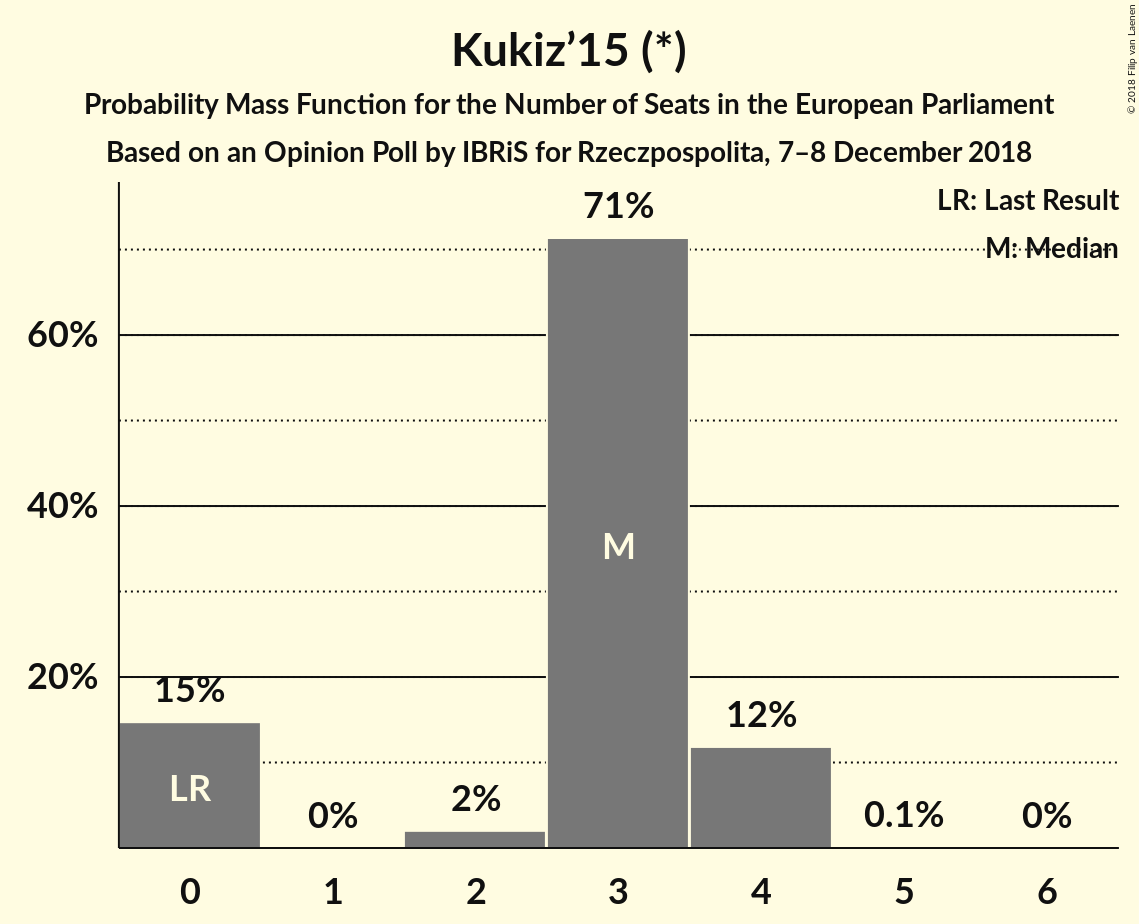 Kukiz’15 (*)
Probability Mass Function for the Number of Seats in the European Parliament
Based on an Opinion Poll by IBRiS for Rzeczpospolita, 7–8 December 2018
© 2018 Filip van Laenen
LR: Last Result
M: Median
71%
60%
40%
M
20%
15%
12%
LR
2%
0%
0.1%
0%
0 1 2 3 4 5 6